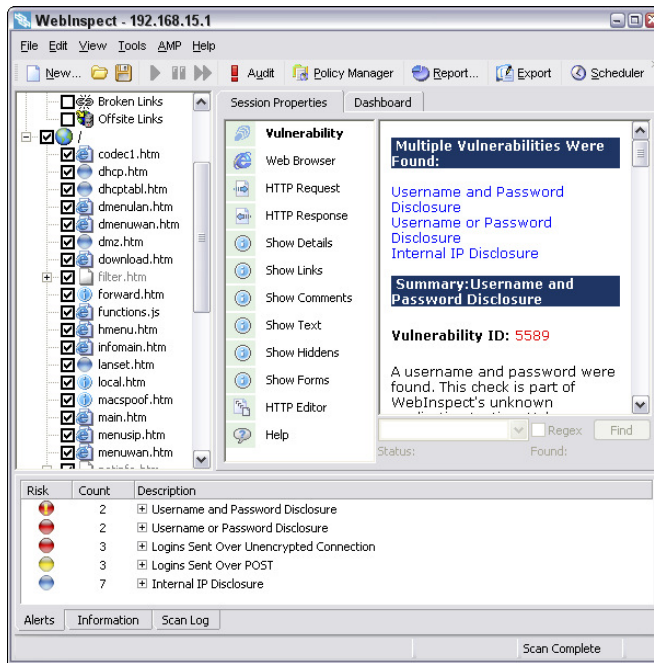 WebInspect - 192.168.15.1
File Edit View Tools AMP Help
New... Audit Policy Manager Report... Export Scheduler
Broken Links
Offsite Links
/
codec1.htm
dhcp.htm
dhcptabl.htm
dmenulan.htm
dmenuwan.htm
dmz.htm
download.htm
filter.htm
forward.htm
functions.js
hmenu.htm
infomain.htm
lanset.htm
local.htm
macspoof.htm
main.htm
menusip.htm
menuwan.htm
Session Properties Dashboard
Vulnerability
Web Browser
HTTP Request
HTTP Response
Show Details
Show Links
Show Comments
Show Text
Show Hiddens
Show Forms
HTTP Editor
Help
Multiple Vulnerabilities Were
Found:
Username and Password
Disclosure
Username or Password
Disclosure
Internal IP Disclosure
Summary:Username and
Password Disclosure
Vulnerability ID: 5589
A username and password were
found. This check is part of
WebInspect's unknown
Regex Find
Status: Found:
Risk Count Description
2 Username and Password Disclosure
2 Username or Password Disclosure
3 Logins Sent Over Unencrypted Connection
3 Logins Sent Over POST
7 Internal IP Disclosure
Alerts Information Scan Log
Scan Complete